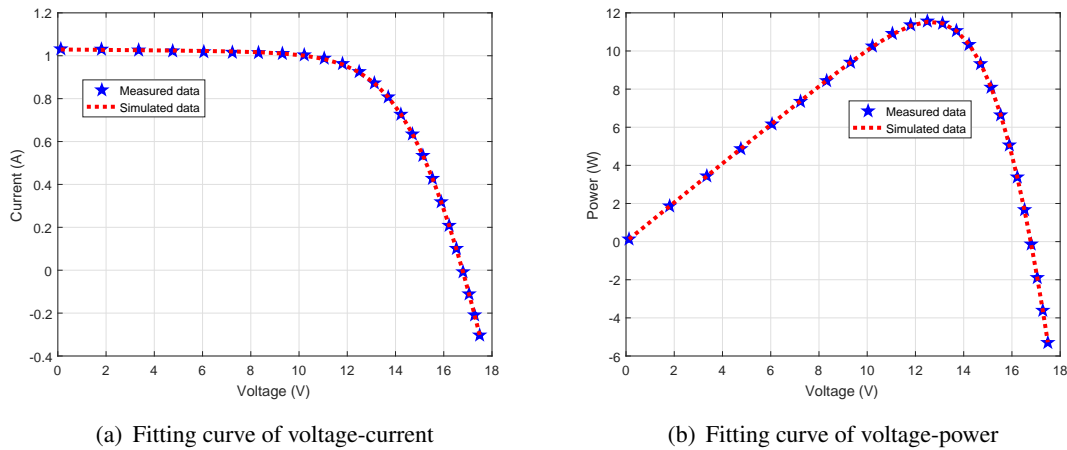 1.2
1
0.8
0.6
0.4
0.2
0
-0.2
-0.4
Current (A)
Measured data
Simulated data
0 2 4 6 8 10 12 14 16 18
Voltage (V)
(a) Fitting curve of voltage-current
12
10
8
6
4
2
0
-2
-4
-6
Power (W)
Measured data
Simulated data
0 2 4 6 8 10 12 14 16 18
Voltage (V)
(b) Fitting curve of voltage-power